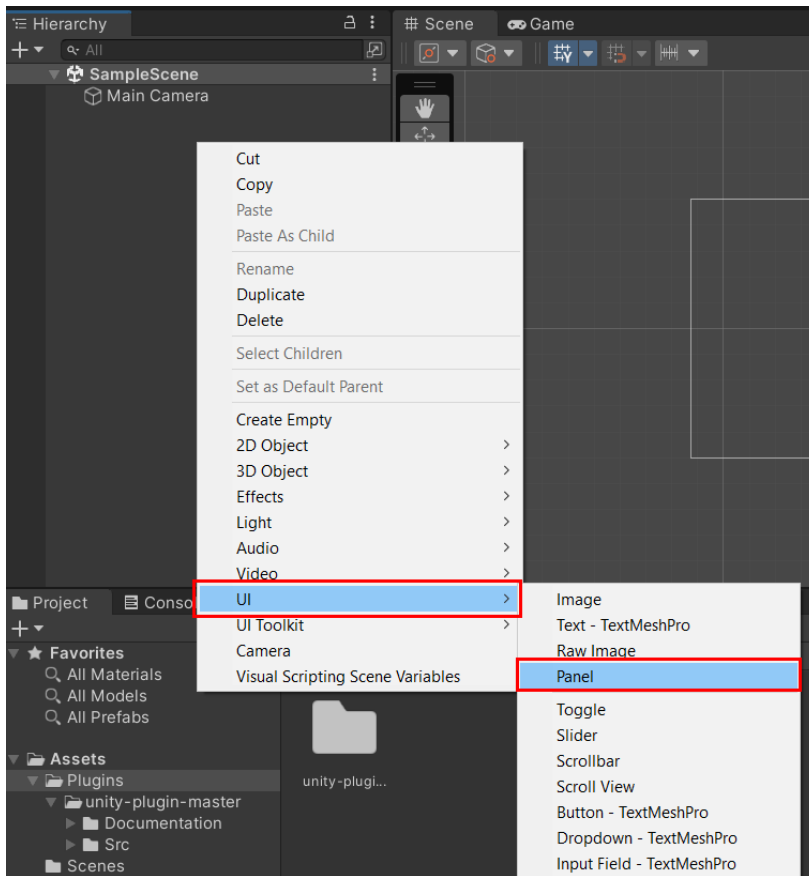 Hierarchy
All
SampleScene
Main Camera
Scene
Game
Cut
Copy
Paste
Paste As Child
Rename
Duplicate
Delete
Select Children
Set as Default Parent
Create Empty
2D Object
3D Object
Effects
Light
Audio
Video
UI
UI Toolkit
Camera
Visual Scripting Scene Variables
Image
Text - TextMeshPro
Raw Image
Panel
Toggle
Slider
Scrollbar
Scroll View
Button - TextMeshPro
Dropdown - TextMeshPro
Input Field - TextMeshPro
Project
Conso
Favorites
All Materials
All Models
All Prefabs
Assets
Plugins
unity-plugin-master
Documentation
Src
Scenes
unity-plugi...